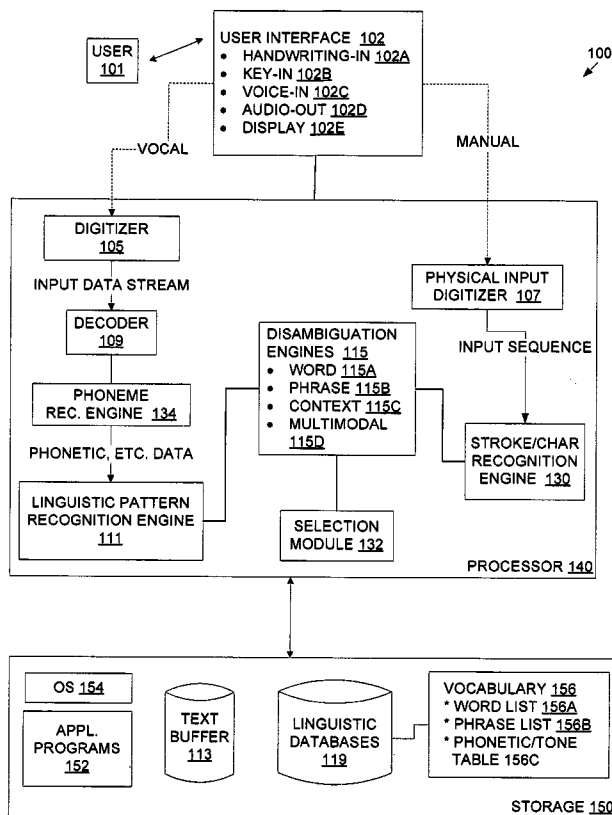 USER
101
USER INTERFACE 102
• HANDWRITING-IN 102A
• KEY-IN 102B
• VOICE-IN 102C
• AUDIO-OUT 102D
• DISPLAY 102E
100
VOCAL
MANUAL
DIGITIZER
105
INPUT DATA STREAM
DECODER
109
PHONEME
REC. ENGINE 134
PHONETIC, ETC. DATA
LINGUISTIC PATTERN
RECOGNITION ENGINE
111
DISAMBIGUATION
ENGINES 115
• WORD 115A
• PHRASE 115B
• CONTEXT 115C
• MULTIMODAL
115D
SELECTION
MODULE 132
PHYSICAL INPUT
DIGITIZER 107
INPUT SEQUENCE
STROKE/CHAR
RECOGNITION
ENGINE 130
PROCESSOR 140
OS 154
APPL.
PROGRAMS
152
TEXT
BUFFER
113
LINGUISTIC
DATABASES
119
VOCABULARY 156
* WORD LIST 156A
* PHRASE LIST 156B
* PHONETIC/TONE
TABLE 156C
STORAGE 150